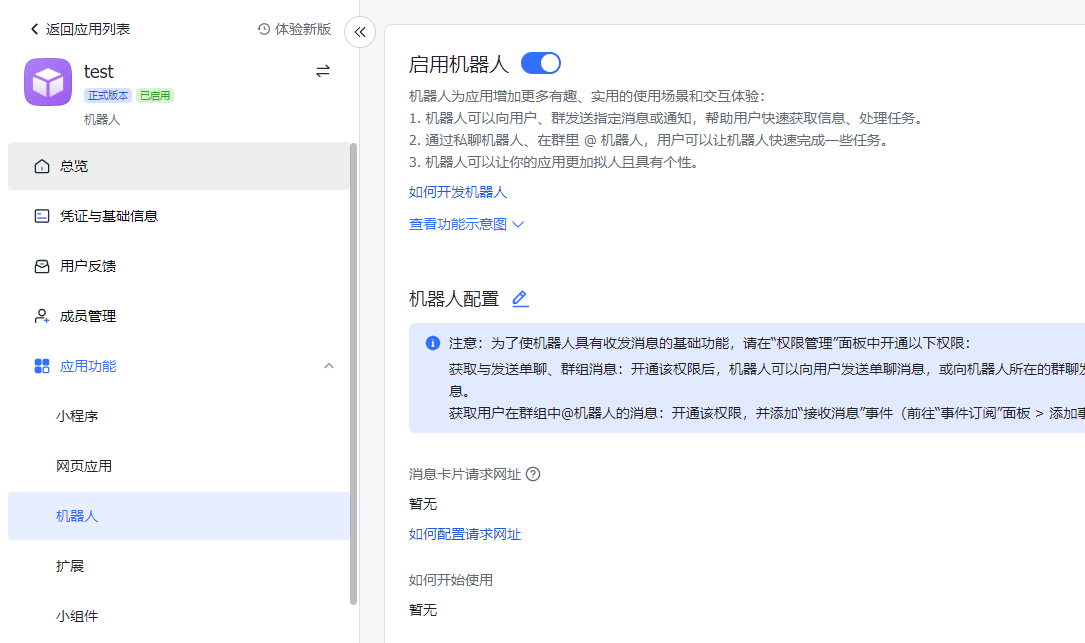 返回应用列表
体验新版
test
正式版本 已启用
机器人
总览
凭证与基础信息
用户反馈
成员管理
应用功能
小程序
网页应用
机器人
扩展
小组件
启用机器人
机器人为应用增加更多有趣、实用的使用场景和交互体验：
1. 机器人可以向用户、群发送指定消息或通知，帮助用户快速获取信息、处理任务。
2. 通过私聊机器人、在群里 @ 机器人，用户可以让机器人快速完成一些任务。
3. 机器人可以让你的应用更加拟人且具有个性。
如何开发机器人
查看功能示意图
机器人配置
注意：为了使机器人具有收发消息的基础功能，请在“权限管理”面板中开通以下权限：
获取与发送单聊、群组消息：开通该权限后，机器人可以向用户发送单聊消息，或向机器人所在的群聊发
息。
获取用户在群组中@机器人的消息：开通该权限，并添加“接收消息”事件（前往“事件订阅”面板 > 添加事
消息卡片请求网址
暂无
如何配置请求网址
如何开始使用
暂无